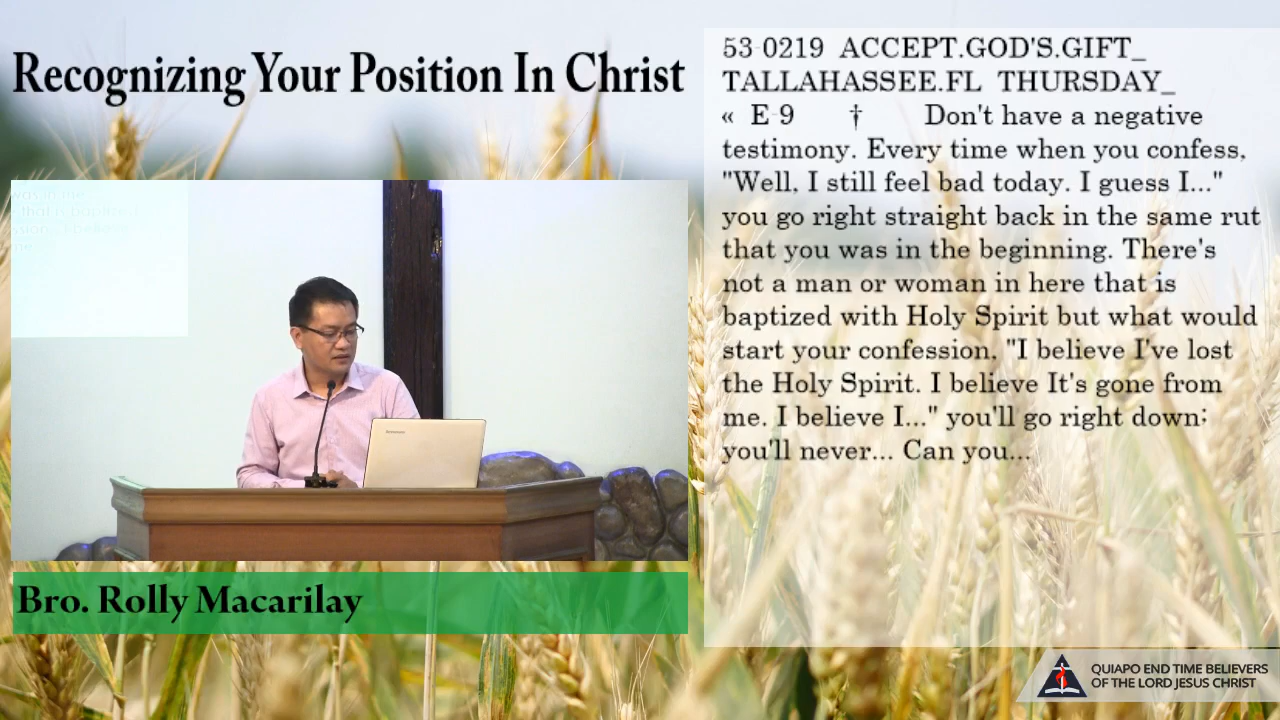 Recognizing Your Position In Christ
53-0219 ACCEPT.GOD'S.GIFT_
TALLAHASSEE.FL THURSDAY_
« E-9 † Don't have a negative
testimony. Every time when you confess,
"Well, I still feel bad today. I guess I..."
you go right straight back in the same rut
that you was in the beginning. There's
not a man or woman in here that is
baptized with Holy Spirit but what would
start your confession, "I believe I've lost
the Holy Spirit. I believe It's gone from
me. I believe I..." you'll go right down;
you'll never... Can you...
Bro. Rolly Macarilay
QUIAPO END TIME BELIEVERS
OF THE LORD JESUS CHRIST